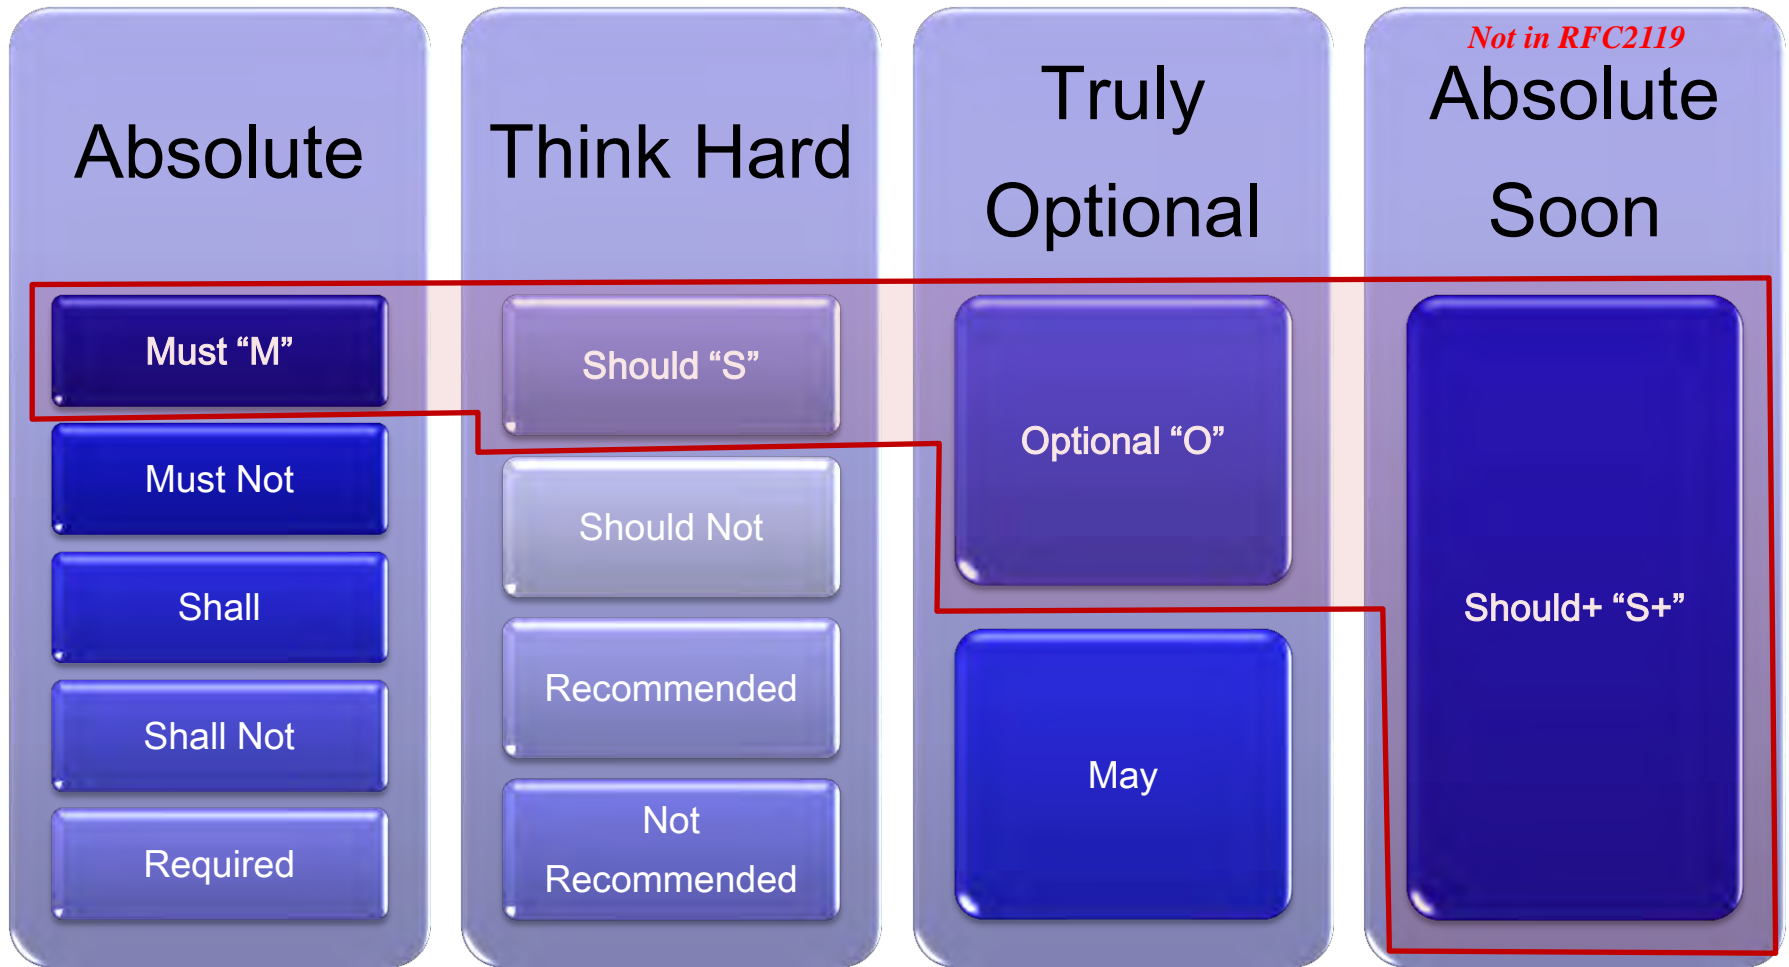 Absolute
Must “M”
Must Not
Shall
Shall Not
Required
Think Hard
Should “S”
Should Not
Recommended
Not
Recommended
Truly
Optional
Optional “O”
May
Not in RFC2119
Absolute
Soon
Should+ “S+”